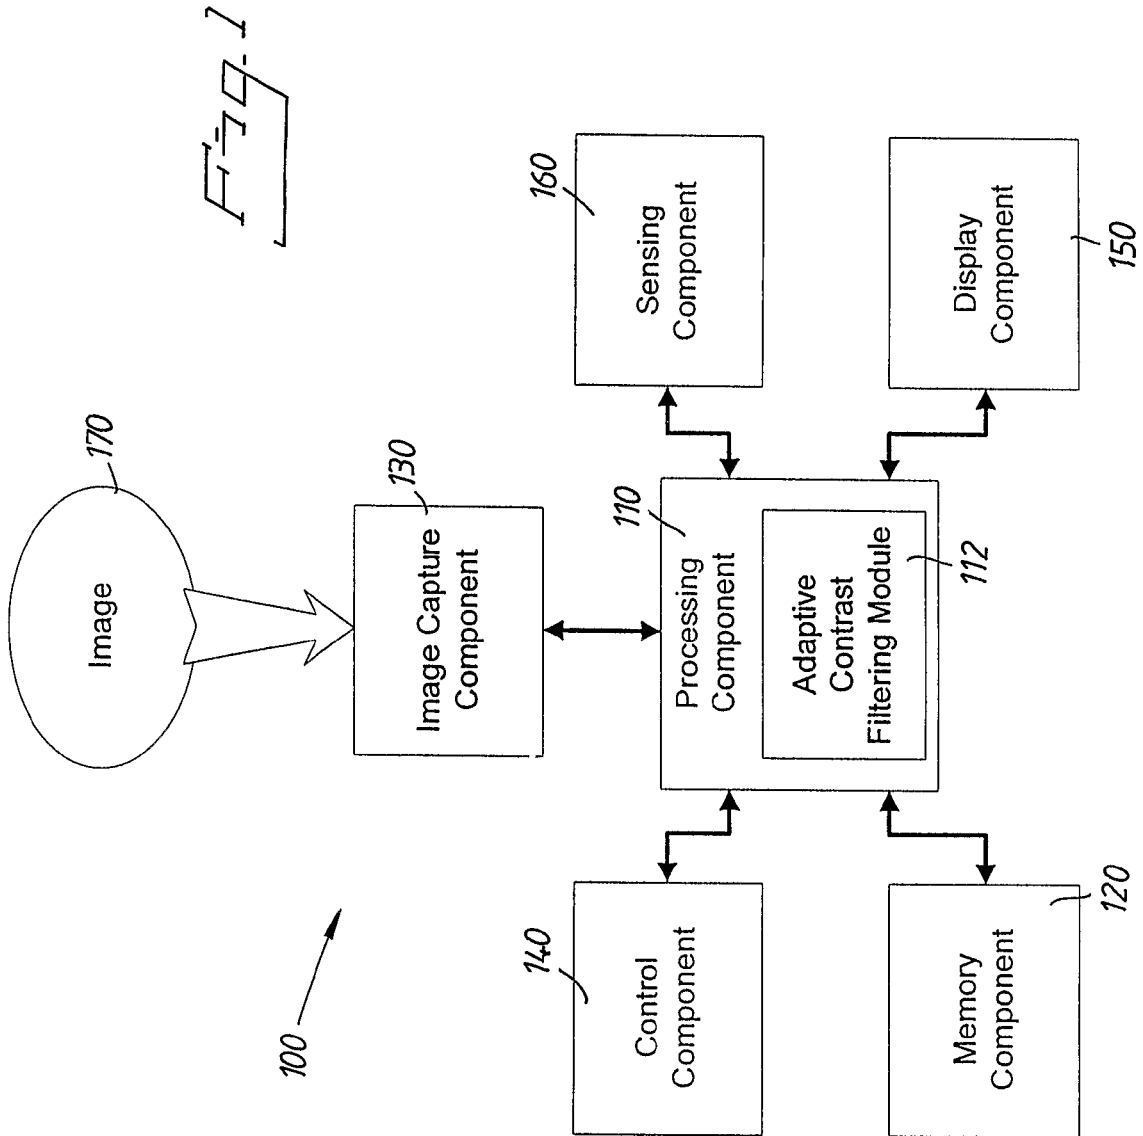 Fig. 1
100
170
Image
130
Image Capture
Component
140
Control
Component
110
Processing
Component
160
Sensing
Component
Adaptive
Contrast
Filtering Module
112
120
Memory
Component
150
Display
Component